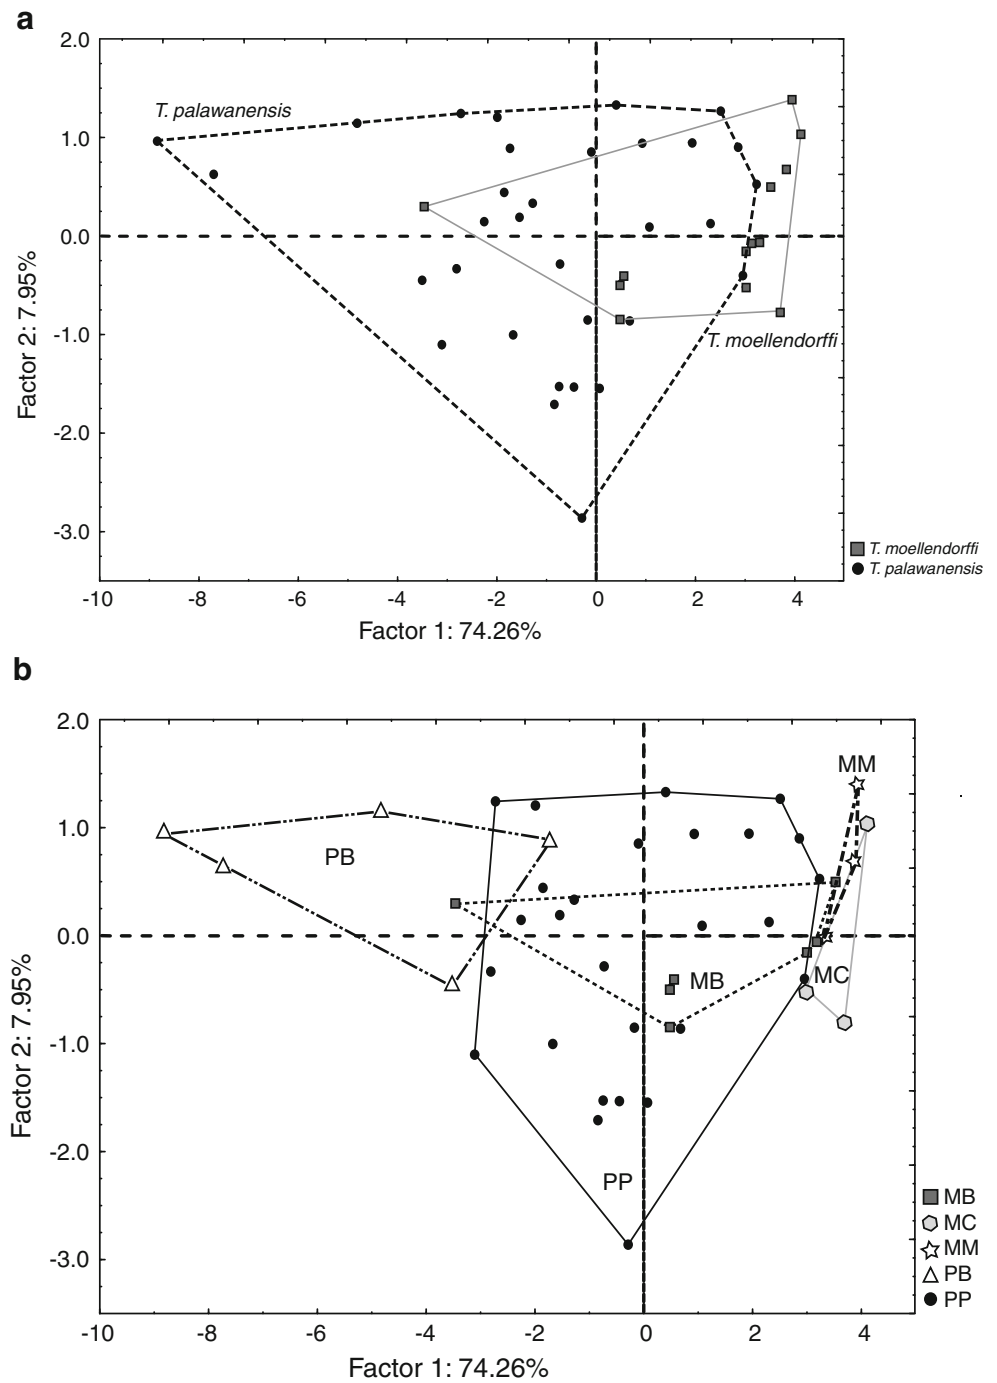 a
2.0
T. palawanensis
1.0
0.0
-1.0
T. moellendorffi
-2.0
-3.0
Factor 2: 7.95%
T. moellendorffi
T. palawanensis
-10 -8 -6 -4 -2 0 2 4
Factor 1: 74.26%
b
2.0
MM
1.0
PB
0.0
MB
MC
-1.0
-2.0
PP
-3.0
Factor 2: 7.95%
MB
MC
MM
PB
PP
-10 -8 -6 -4 -2 0 2 4
Factor 1: 74.26%